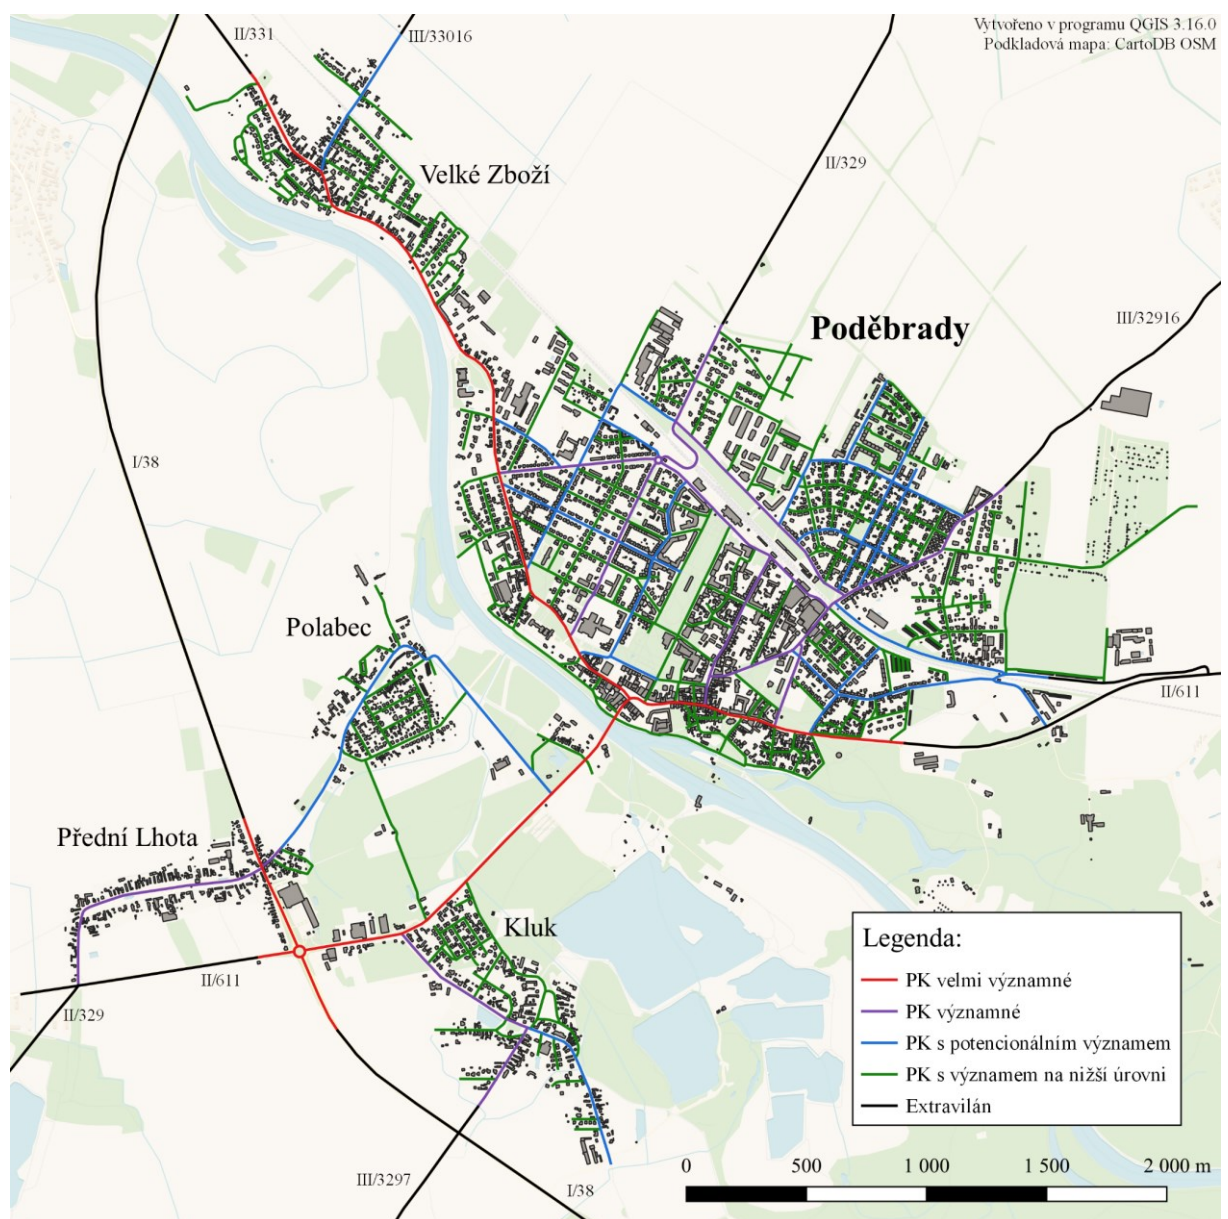 Vytvořeno v programu QGIS 3.16.0
Podkladová mapa: CartoDB OSM
II/331
III/33016
II/329
Velké Zboží
Poděbrady
III/32916
I/38
Polabec
II/611
Přední Lhota
Kluk
II/611
II/329
III/3297
I/38
Legenda:
PK velmi významné
PK významné
PK s potencionálním významem
PK s významem na nižší úrovni
Extravilán
0 500 1 000 1 500 2 000 m